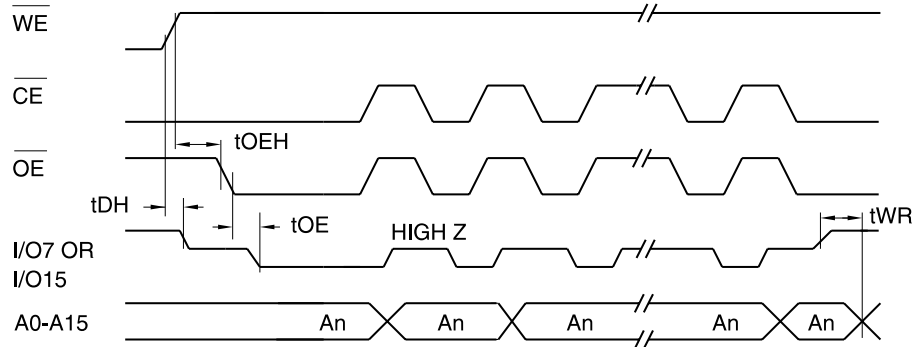 WE
CE
tOEH
OE
tDH
tOE
tWR
HIGH Z
I/O7 OR
I/O15
A0-A15
An An An An An